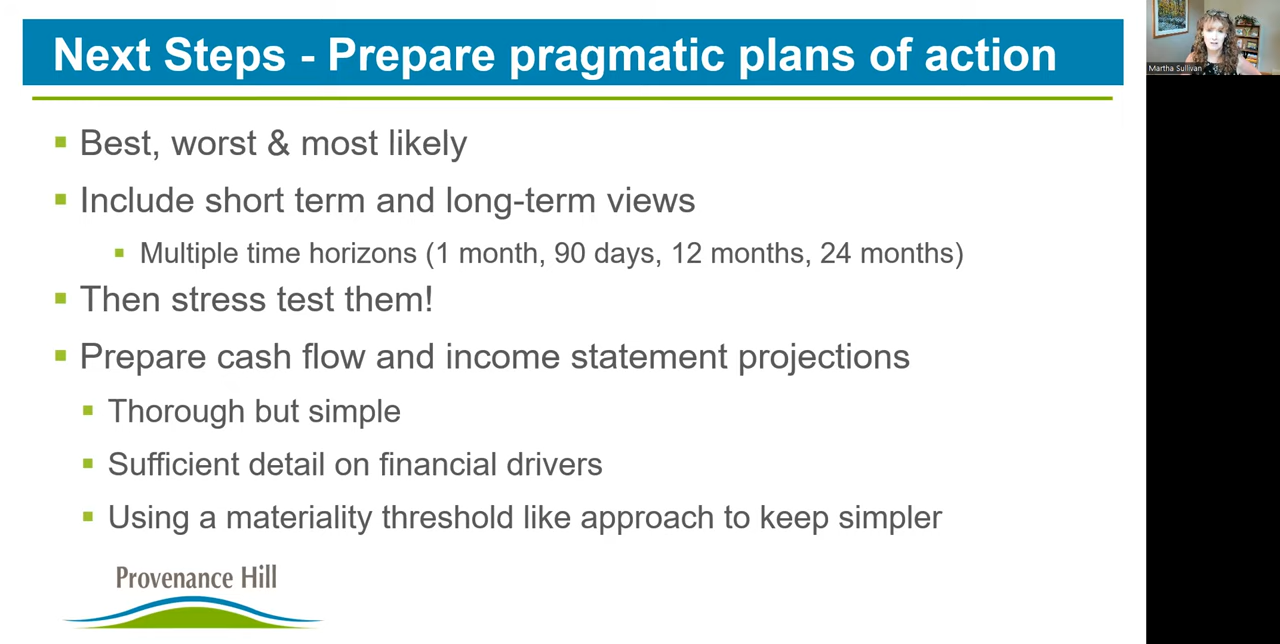 Next Steps - Prepare pragmatic plans of action
Martha Sullivan
Best, worst & most likely
Include short term and long-term views
Multiple time horizons (1 month, 90 days, 12 months, 24 months)
Then stress test them!
Prepare cash flow and income statement projections
Thorough but simple
Sufficient detail on financial drivers
Using a materiality threshold like approach to keep simpler
Provenance Hill